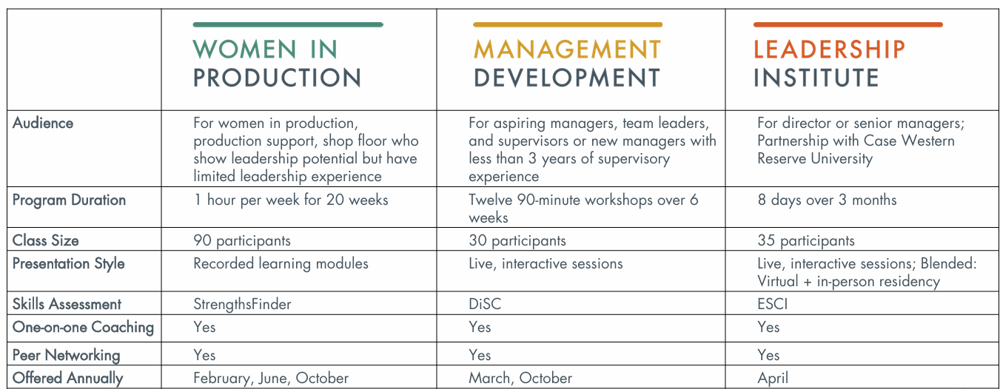 WOMEN IN
PRODUCTION
MANAGEMENT
DEVELOPMENT
LEADERSHIP
INSTITUTE
Audience
For women in production,
production support, shop floor who
show leadership potential but have
limited leadership experience
For aspiring managers, team leaders,
and supervisors or new managers with
less than 3 years of supervisory
experience
For director or senior managers;
Partnership with Case Western
Reserve University
Program Duration
1 hour per week for 20 weeks
Twelve 90-minute workshops over 6
weeks
8 days over 3 months
Class Size
90 participants
30 participants
35 participants
Presentation Style
Recorded learning modules
Live, interactive sessions
Live, interactive sessions; Blended:
Virtual + in-person residency
Skills Assessment
StrengthsFinder
DiSC
ESCI
One-on-one Coaching
Yes
Yes
Yes
Peer Networking
Yes
Yes
Yes
Offered Annually
February, June, October
March, October
April